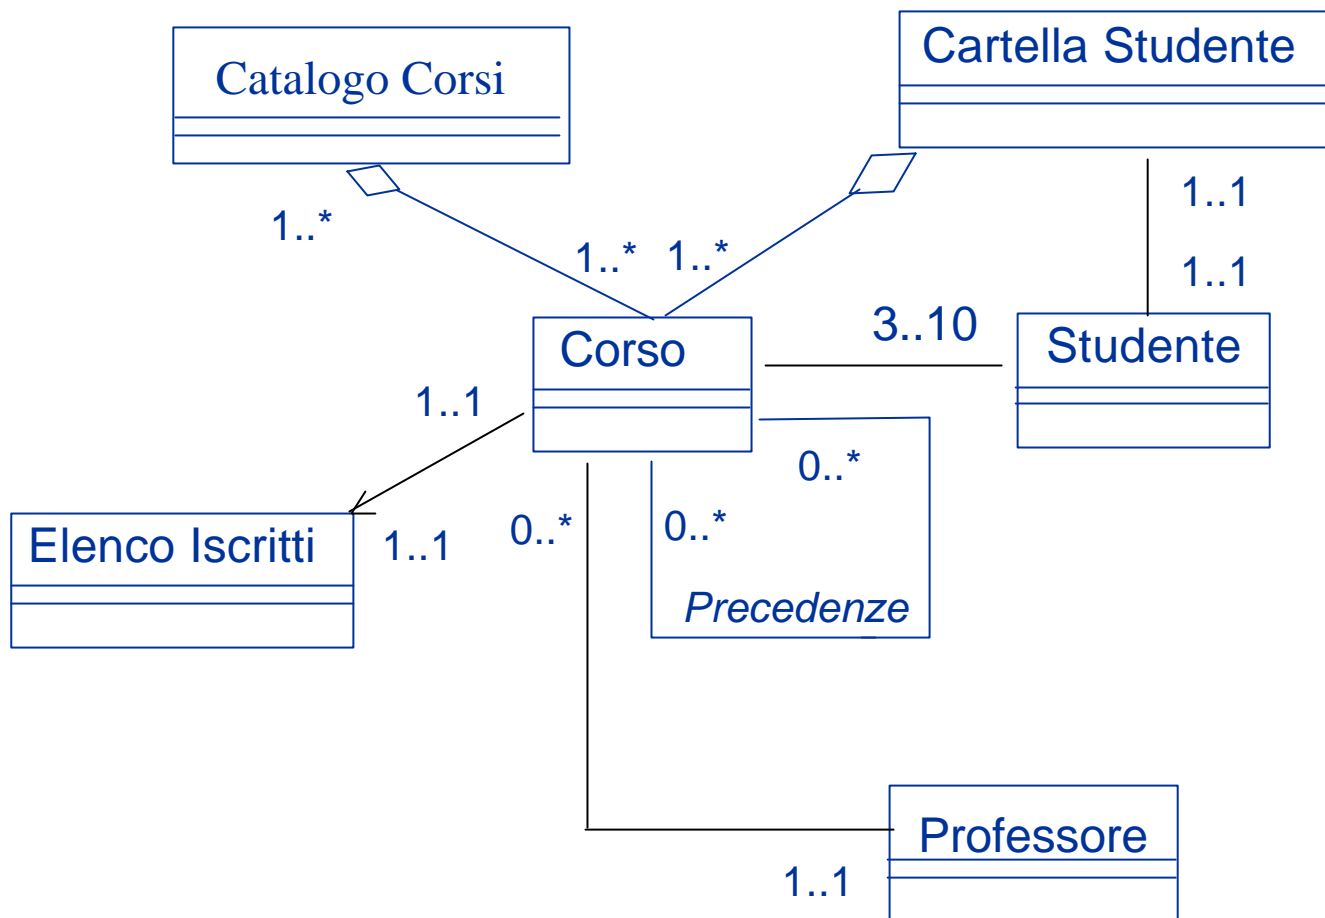 Catalogo Corsi
Cartella Studente
1..*
1..*
1..*
1..1
1..1
Corso
3..10
Studente
1..1
0..*
Elenco Iscritti
1..1
0..*
0..*
Precedenze
Professore
1..1